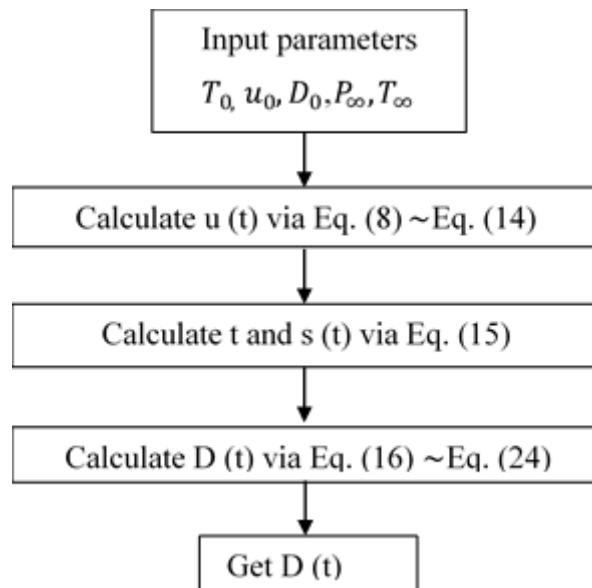 Input parameters
T₀, u₀, D₀, P∞, T∞
Calculate u (t) via Eq. (8) ~Eq. (14)
Calculate t and s (t) via Eq. (15)
Calculate D (t) via Eq. (16) ~Eq. (24)
Get D (t)